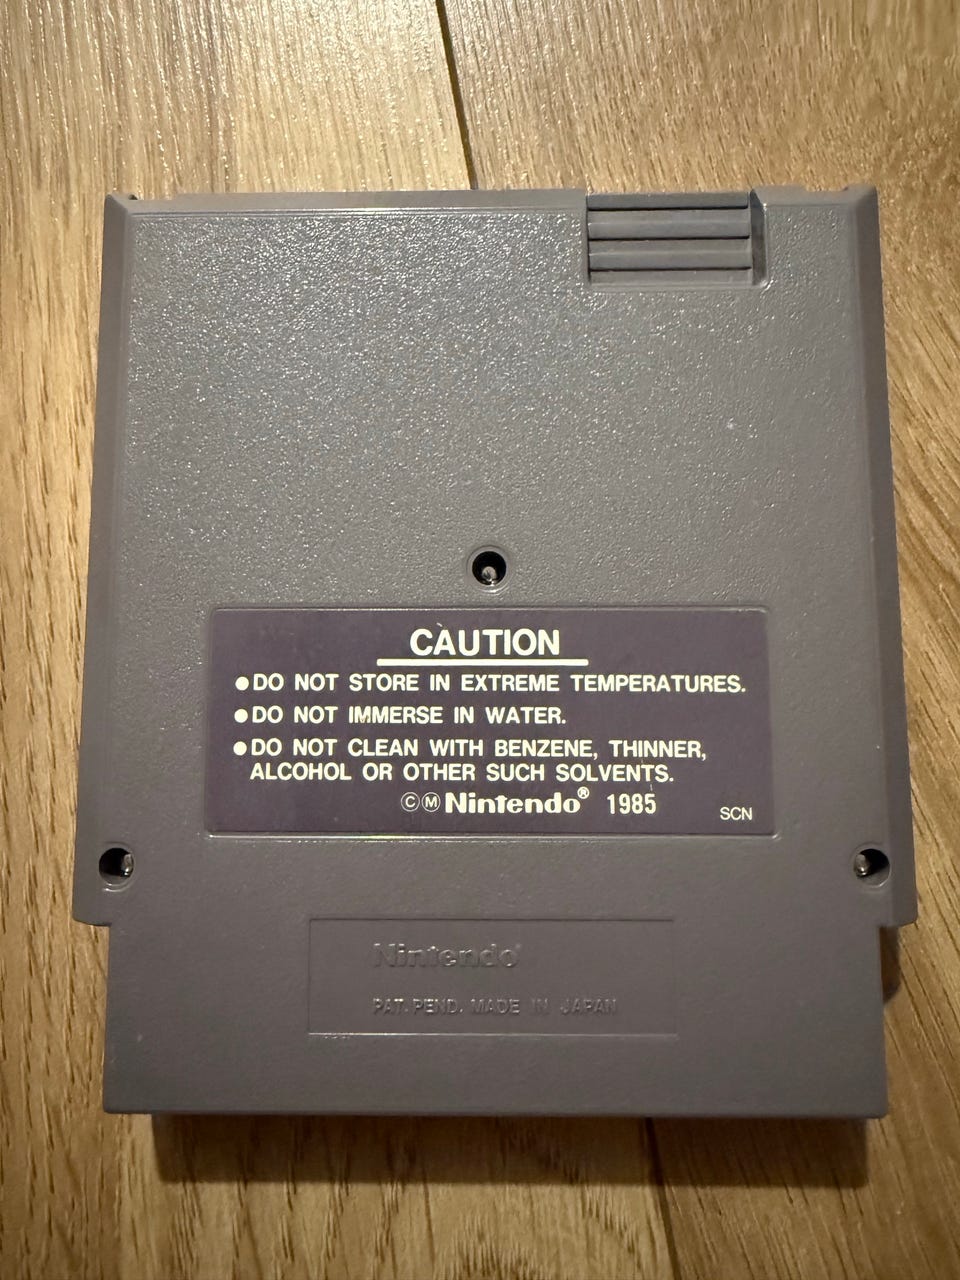 CAUTION
●DO NOT STORE IN EXTREME TEMPERATURES.
●DO NOT IMMERSE IN WATER.
●DO NOT CLEAN WITH BENZENE, THINNER,
ALCOHOL OR OTHER SUCH SOLVENTS.
ⒸⓂNintendo® 1985
SCN
Nintendo®
PAT. PEND. MADE IN JAPAN